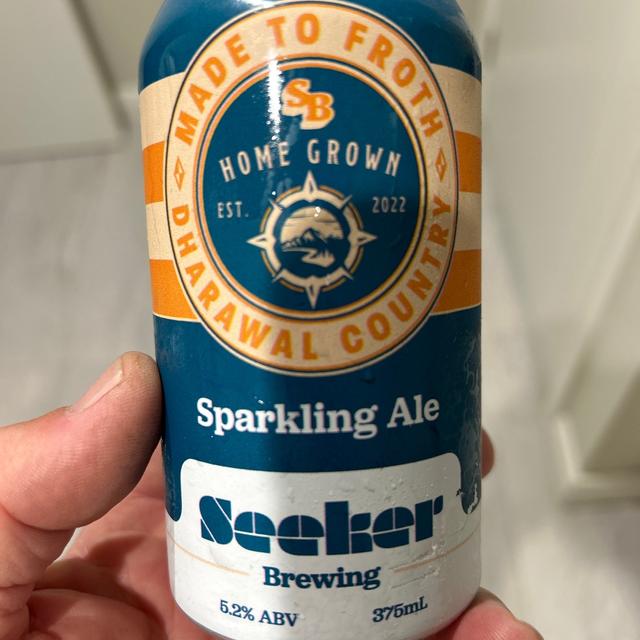 MADE TO FROTH
SB
HOME GROWN
EST. 2022
DHARAWAL COUNTRY
Sparkling Ale
Seeker
Brewing
5.2% ABV 375mL